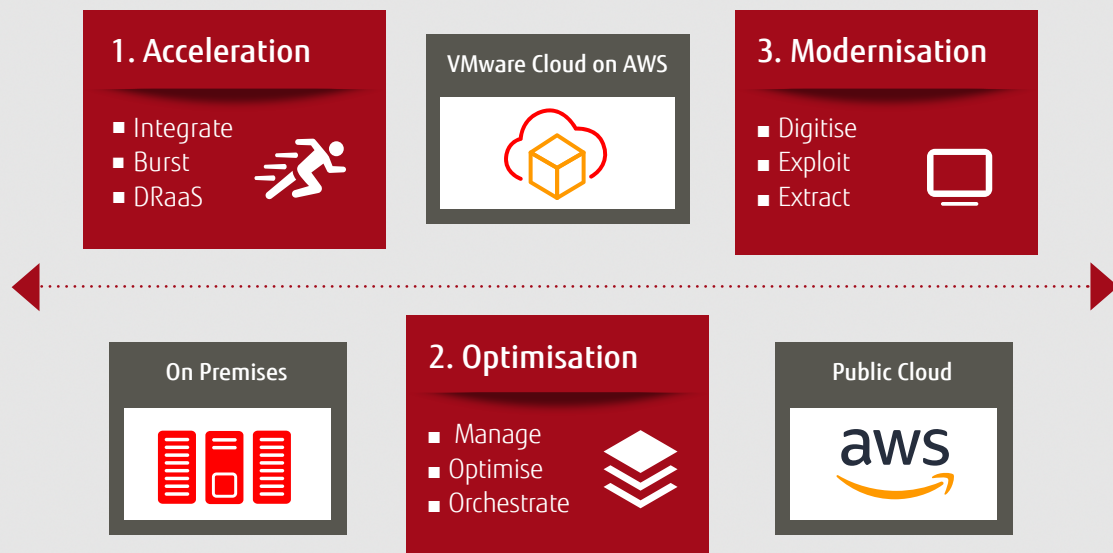 1. Acceleration
■ Integrate
■ Burst
■ DRaaS
VMware Cloud on AWS
3. Modernisation
■ Digitise
■ Exploit
■ Extract
On Premises
2. Optimisation
■ Manage
■ Optimise
■ Orchestrate
Public Cloud
aws